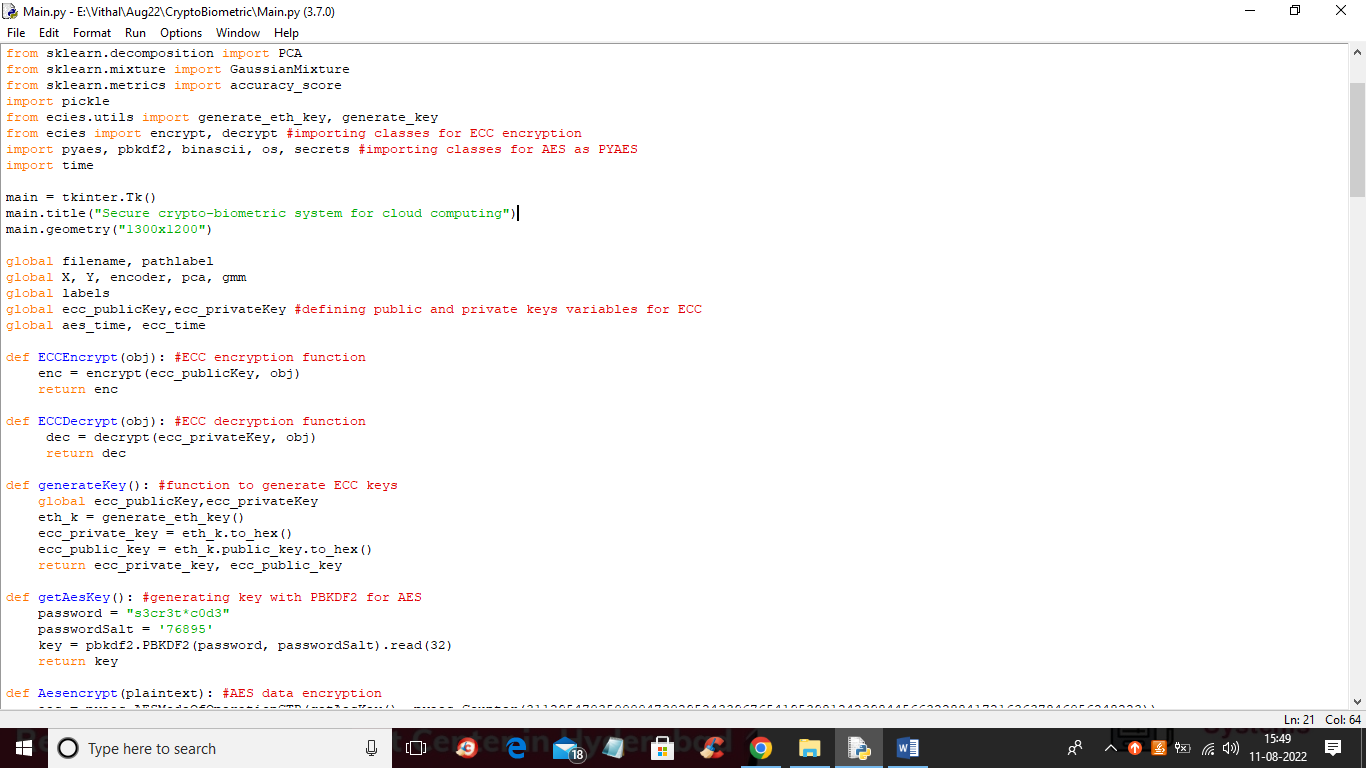 Main.py - E:\Vithal\Aug22\CryptoBiometric\Main.py (3.7.0)
File Edit Format Run Options Window Help
from sklearn.decomposition import PCA
from sklearn.mixture import GaussianMixture
from sklearn.metrics import accuracy_score
import pickle
from ecies.utils import generate_eth_key, generate_key
from ecies import encrypt, decrypt #importing classes for ECC encryption
import pyaes, pbkdf2, binascii, os, secrets #importing classes for AES as PYAES
import time
main = tkinter.Tk()
main.title("Secure crypto-biometric system for cloud computing")
main.geometry("1300x1200")
global filename, pathlabel
global X, Y, encoder, pca, gmm
global labels
global ecc_publicKey,ecc_privateKey #defining public and private keys variables for ECC
global aes_time, ecc_time
def ECCEncrypt(obj): #ECC encryption function
    enc = encrypt(ecc_publicKey, obj)
    return enc
def ECCDecrypt(obj): #ECC decryption function
     dec = decrypt(ecc_privateKey, obj)
     return dec
def generateKey(): #function to generate ECC keys
    global ecc_publicKey,ecc_privateKey
    eth_k = generate_eth_key()
    ecc_private_key = eth_k.to_hex()
    ecc_public_key = eth_k.public_key.to_hex()
    return ecc_private_key, ecc_public_key
def getAesKey(): #generating key with PBKDF2 for AES
    password = "s3cr3t*c0d3"
    passwordSalt = '76895'
    key = pbkdf2.PBKDF2(password, passwordSalt).read(32)
    return key
def Aesencrypt(plaintext): #AES data encryption
Ln: 21 Col: 64
Type here to search
18
15:49
11-08-2022